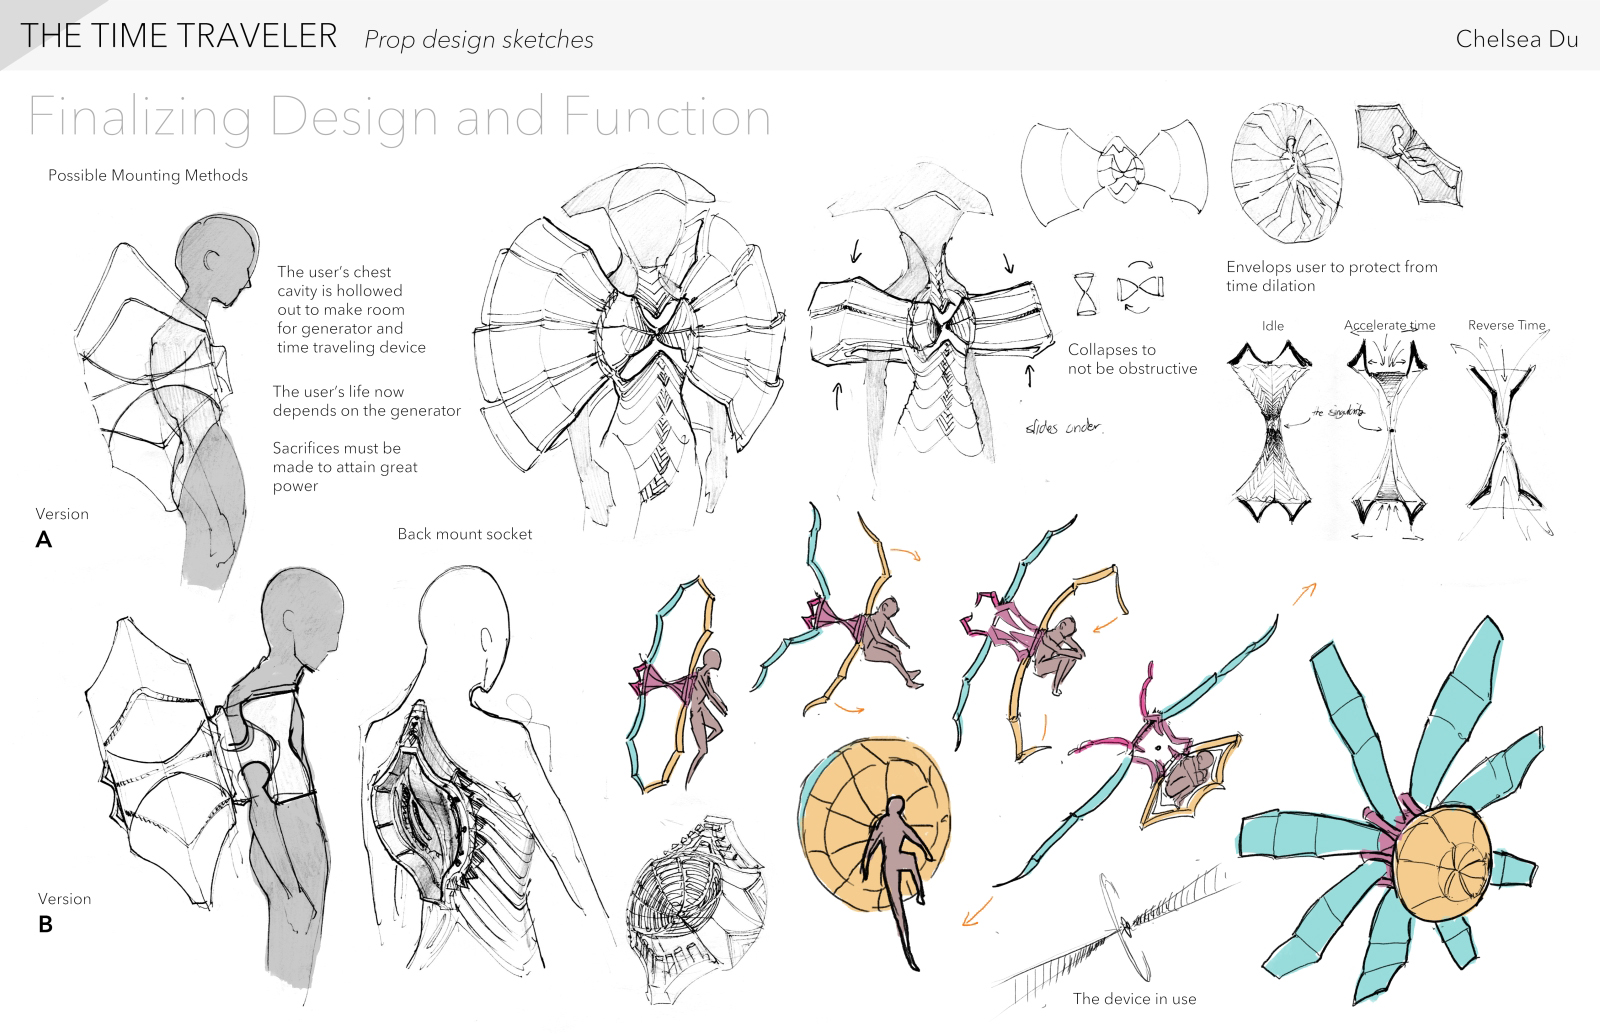 THE TIME TRAVELER Prop design sketches
Chelsea Du
Finalizing Design and Function
Possible Mounting Methods
The user's chest
cavity is hollowed
out to make room
for generator and
time traveling device
The user's life now
depends on the generator
Sacrifices must be
made to attain great
power
Version
A
Back mount socket
Collapses to
not be obstructive
slides under.
Envelops user to protect from
time dilation
Idle
Accelerate time
Reverse Time
the singularity
Version
B
The device in use